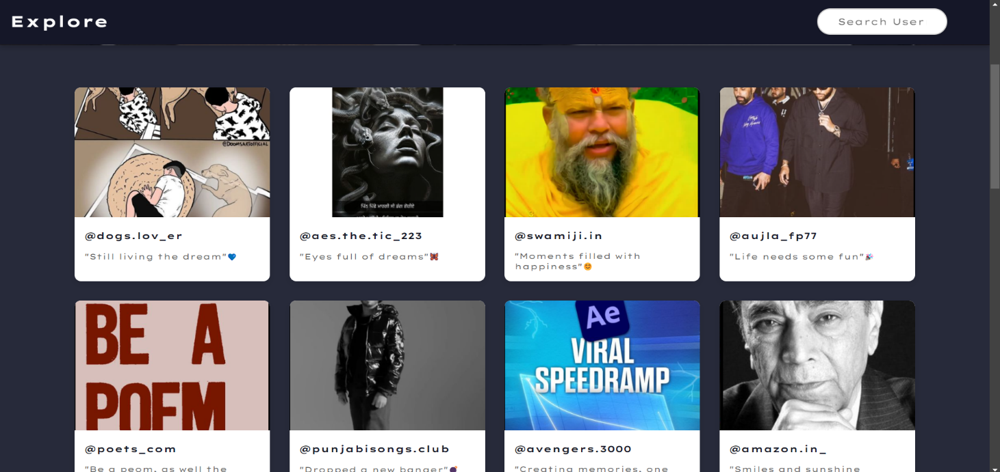 Explore
Search User
@DOOMSARTOFFICIAL
@dogs.lov_er
"Still living the dream"💙
ਪਿੰਨ ਪਿੱਛੇ ਮਾਰਗੀ ਸੀ ਡੰਗ ਗੋਰੀਏ
@aes.the.tic_223
"Eyes full of dreams"🦋
@swamiji.in
"Moments filled with
happiness"😊
@aujla_fp77
"Life needs some fun"🎉
BE A
POEM
@poets_com
"Be a peom, as well the
@punjabisongs.club
"Dropped a new banger"💣
Ae
VIRAL
SPEEDRAMP
@avengers.3000
"Creating memories, one
@amazon.in_
"Smiles and sunshine